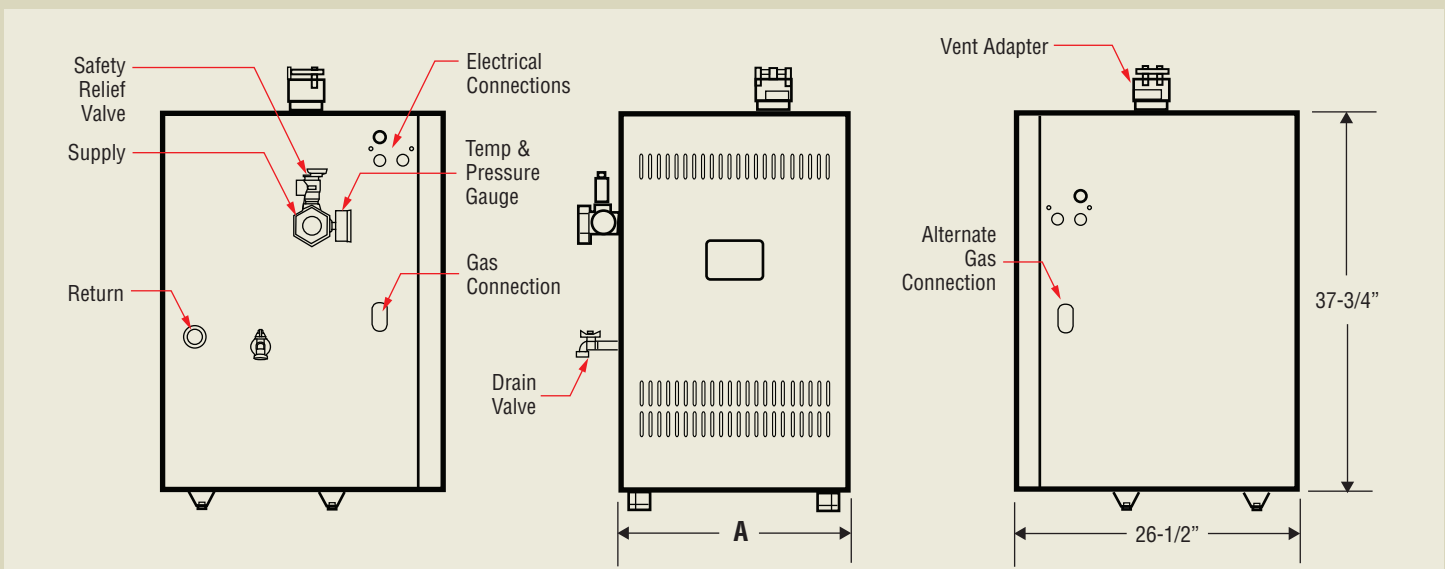 Safety
Relief
Valve
Supply
Return
Electrical
Connections
Temp &
Pressure
Gauge
Gas
Connection
Drain
Valve
A
Vent Adapter
Alternate
Gas
Connection
37-3/4”
26-1/2”